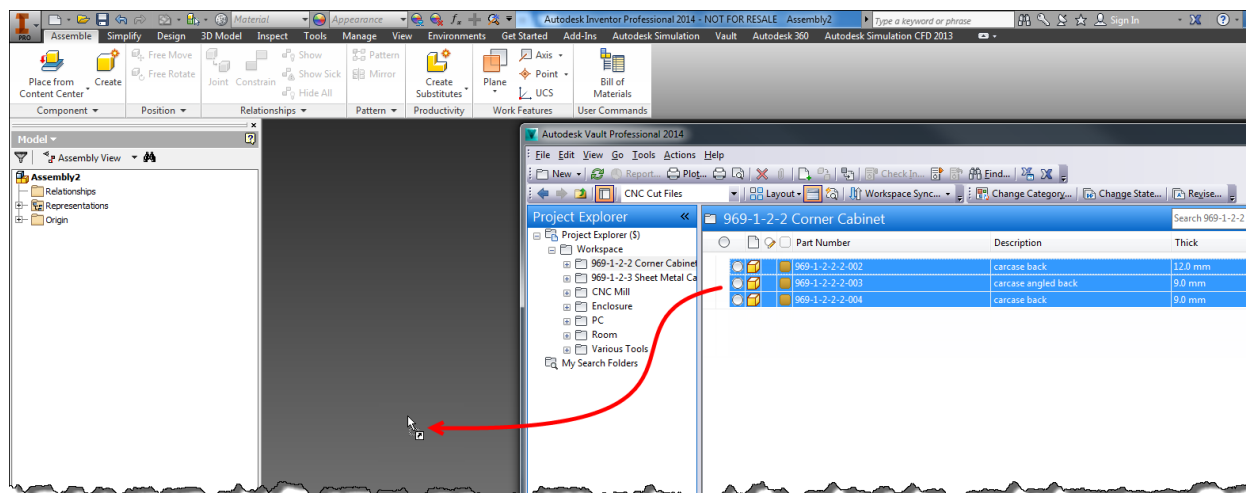 PRO
Material
Appearance
Autodesk Inventor Professional 2014 - NOT FOR RESALE Assembly2
Type a keyword or phrase
Sign In
Assemble Simplify Design 3D Model Inspect Tools Manage View Environments Get Started Add-Ins Autodesk Simulation Vault Autodesk 360 Autodesk Simulation CFD 2013
Place from
Content Center
Create
Free Move
Free Rotate
Joint
Constrain
Show
Show Sick
Hide All
Pattern
Mirror
Create
Substitutes
Plane
Axis
Point
UCS
Bill of
Materials
Component Position Relationships Pattern Productivity Work Features User Commands
Model
Assembly View
Assembly2
Relationships
Representations
Origin
Autodesk Vault Professional 2014
File Edit View Go Tools Actions Help
New Report... Plot... Check In... Find...
CNC Cut Files Layout Workspace Sync... Change Category... Change State... Revise...
Project Explorer «
Project Explorer ($)
Workspace
969-1-2-2 Corner Cabinet
969-1-2-3 Sheet Metal Ca
CNC Mill
Enclosure
PC
Room
Various Tools
My Search Folders
969-1-2-2 Corner Cabinet
Search 969-1-2-2
Part Number Description Thick
969-1-2-2-2-002 carcase back 12.0 mm
969-1-2-2-2-003 carcase angled back 9.0 mm
969-1-2-2-2-004 carcase back 9.0 mm